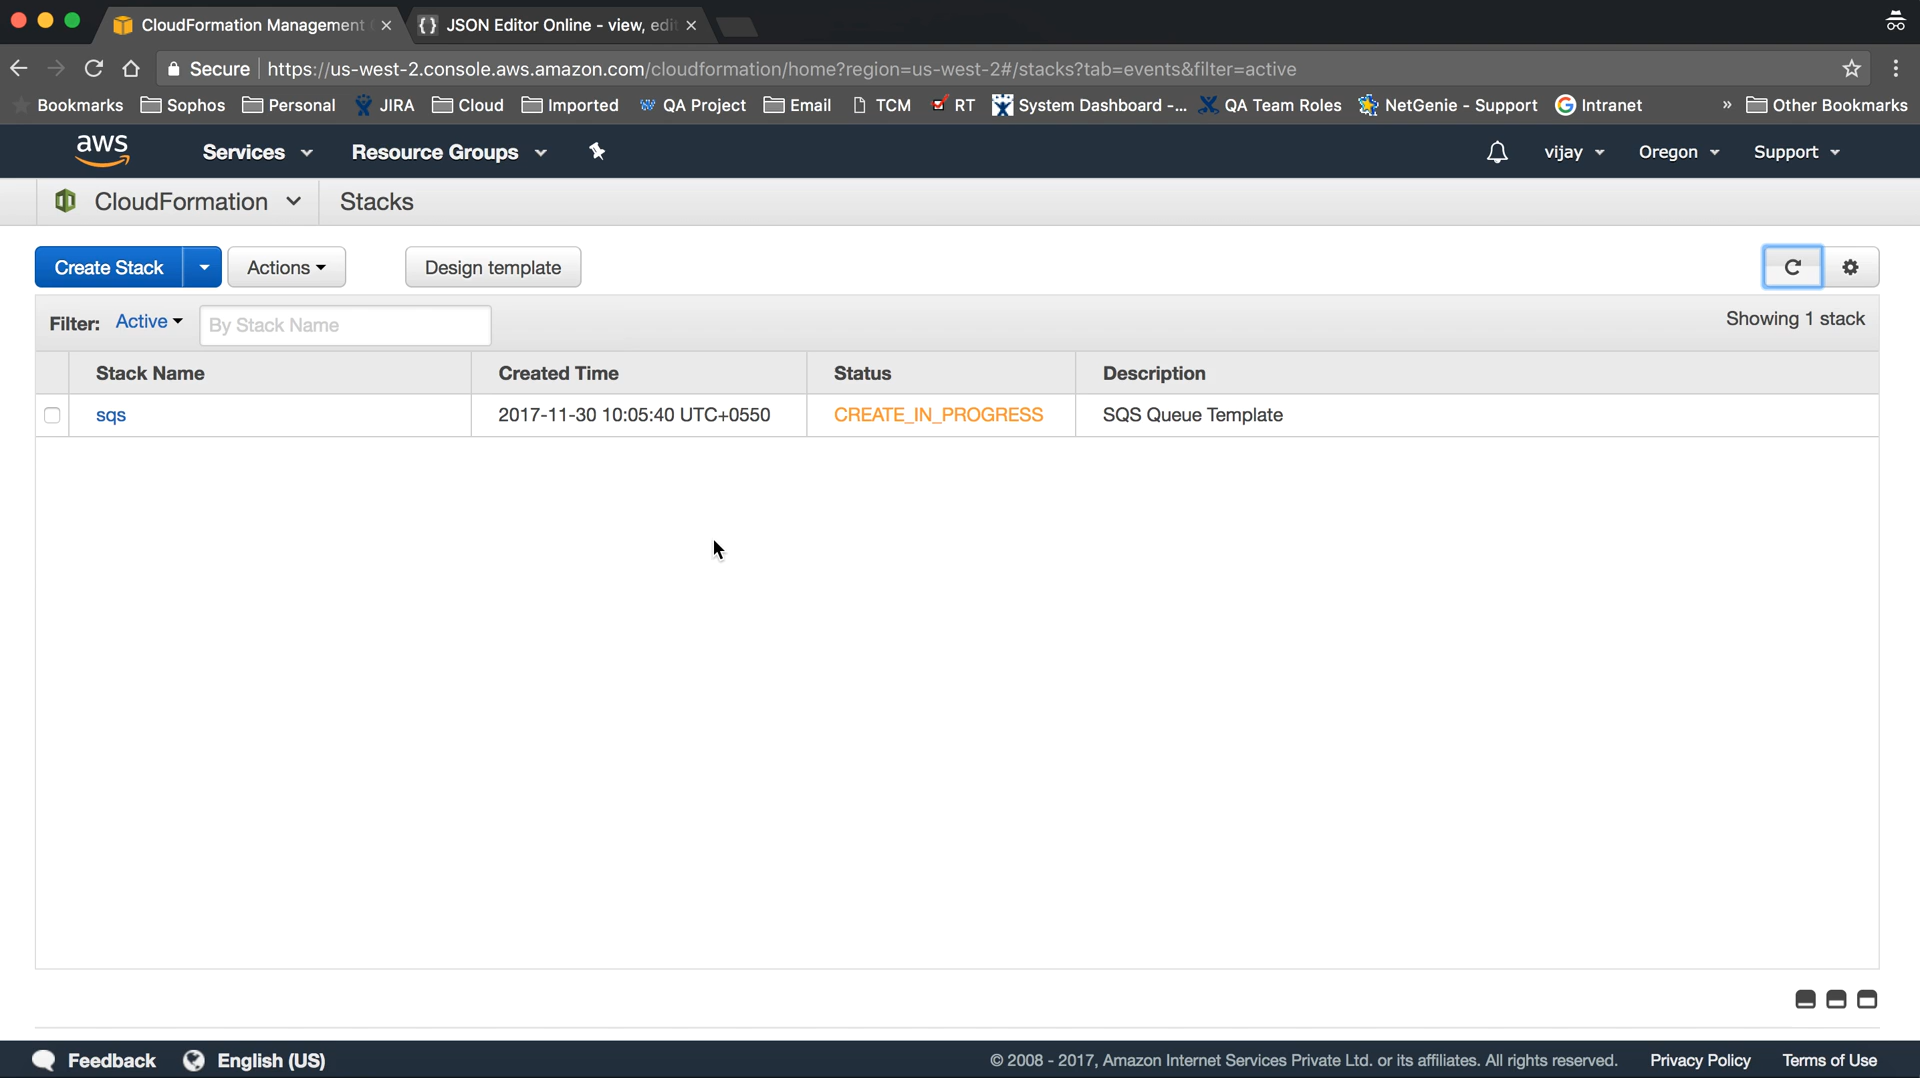 CloudFormation Management
{ } JSON Editor Online - view, edi
Secure https://us-west-2.console.aws.amazon.com/cloudformation/home?region=us-west-2#/stacks?tab=events&filter=active
Bookmarks Sophos Personal JIRA Cloud Imported QA Project Email TCM RT System Dashboard -... QA Team Roles NetGenie - Support Intranet » Other Bookmarks
aws Services Resource Groups vijay Oregon Support
CloudFormation Stacks
Create Stack Actions Design template
Filter: Active By Stack Name Showing 1 stack
Stack Name Created Time Status Description
sqs 2017-11-30 10:05:40 UTC+0550 CREATE_IN_PROGRESS SQS Queue Template
Feedback English (US) © 2008 - 2017, Amazon Internet Services Private Ltd. or its affiliates. All rights reserved. Privacy Policy Terms of Use